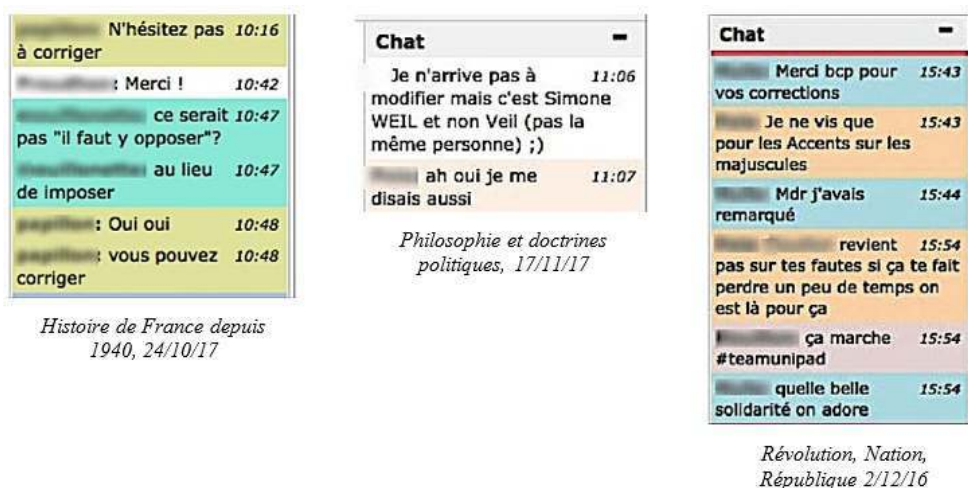 N'hésitez pas 10:16
à corriger
: Merci ! 10:42
ce serait 10:47
pas "il faut y opposer"?
au lieu 10:47
de imposer
: Oui oui 10:48
: vous pouvez 10:48
corriger
Histoire de France depuis
1940, 24/10/17
Chat -
Je n'arrive pas à 11:06
modifier mais c'est Simone
WEIL et non Veil (pas la
même personne) ;)
ah oui je me 11:07
disais aussi
Philosophie et doctrines
politiques, 17/11/17
Chat -
Merci bcp pour 15:43
vos corrections
Je ne vis que 15:43
pour les Accents sur les
majuscules
Mdr j'avais 15:44
remarqué
revient 15:54
pas sur tes fautes si ça te fait
perdre un peu de temps on
est là pour ça
ça marche 15:54
#teamunipad
quelle belle 15:54
solidarité on adore
Révolution, Nation,
République 2/12/16